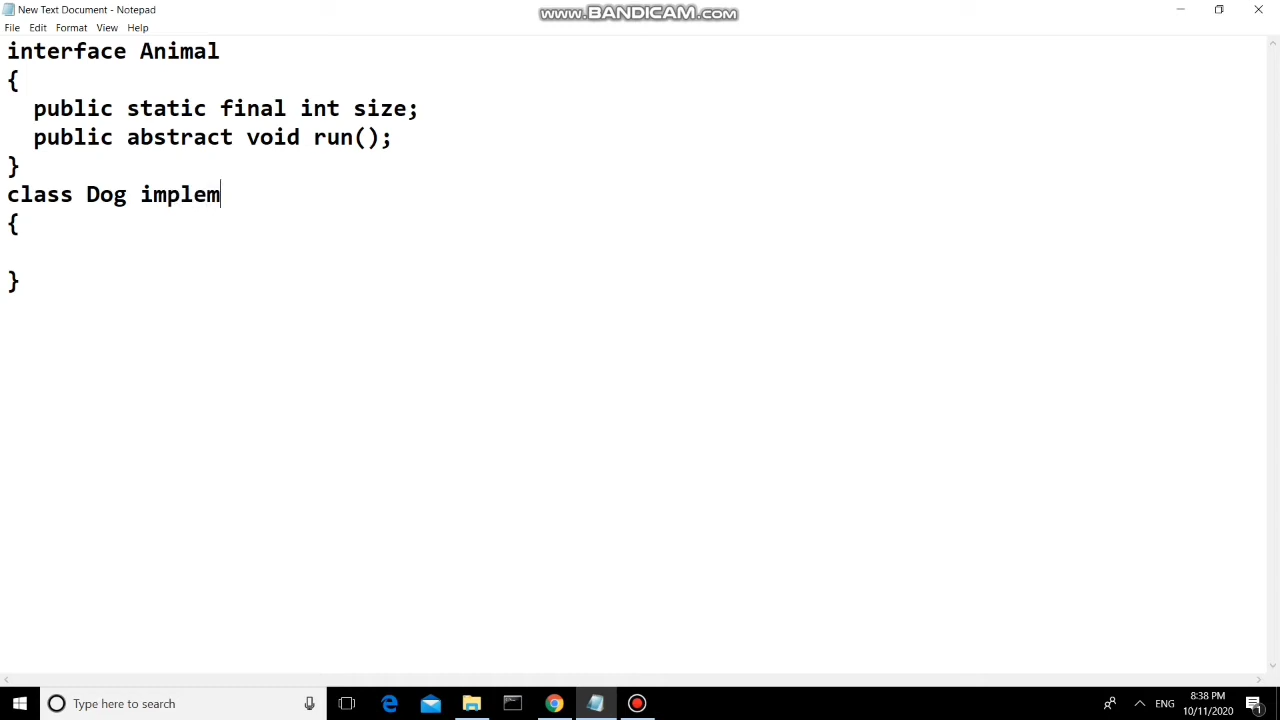 New Text Document - Notepad
www.BANDICAM.com
File Edit Format View Help
interface Animal
{
public static final int size;
public abstract void run();
}
class Dog implem
{
}
Type here to search
ENG
8:38 PM
10/11/2020
1